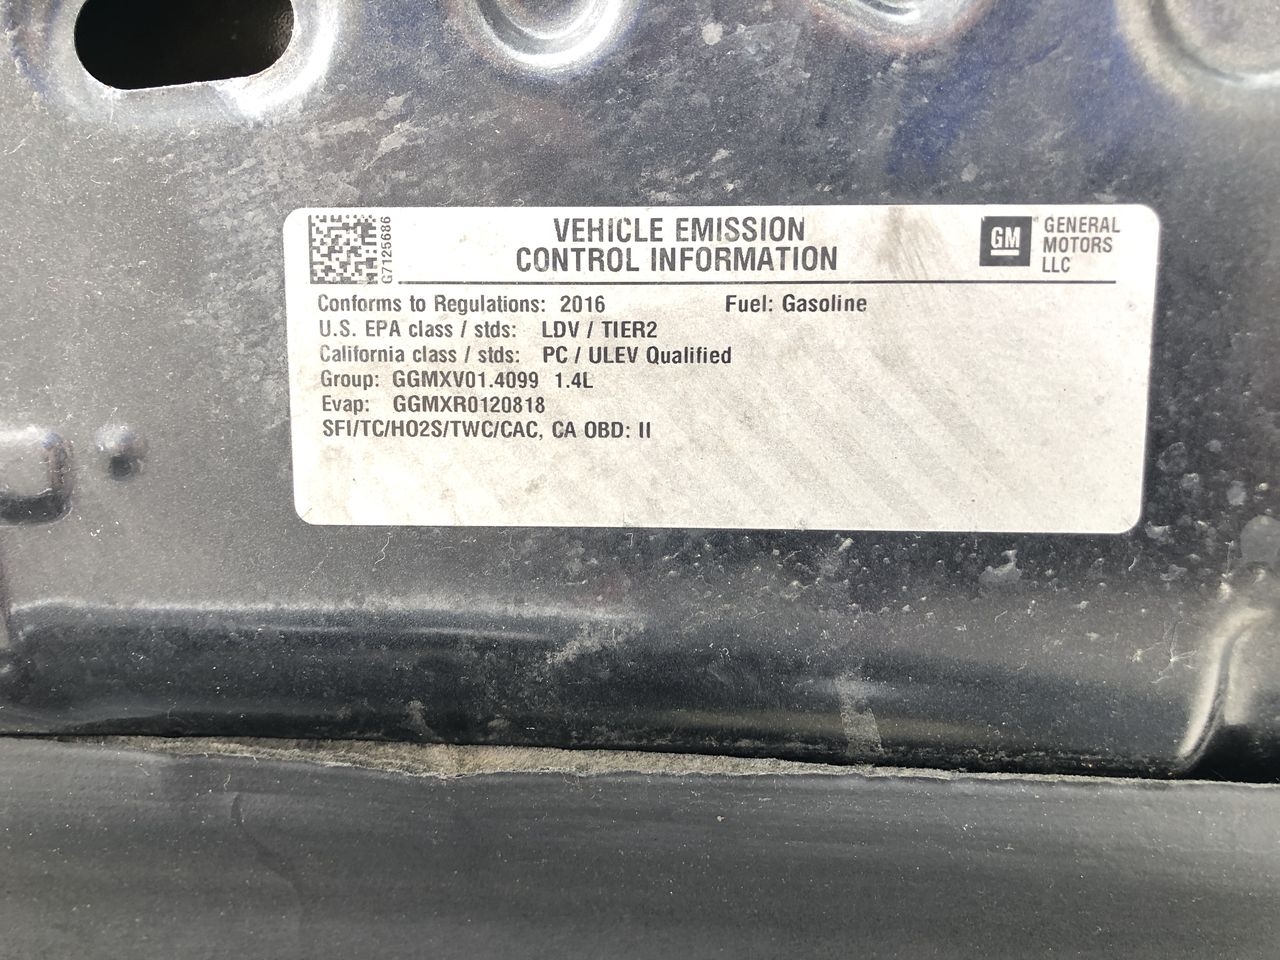 G7125686
VEHICLE EMISSION
CONTROL INFORMATION
GM
GENERAL
MOTORS
LLC
Conforms to Regulations: 2016 Fuel: Gasoline
U.S. EPA class / stds: LDV / TIER2
California class / stds: PC / ULEV Qualified
Group: GGMXV01.4099 1.4L
Evap: GGMXR0120818
SFI/TC/HO2S/TWC/CAC, CA OBD: II